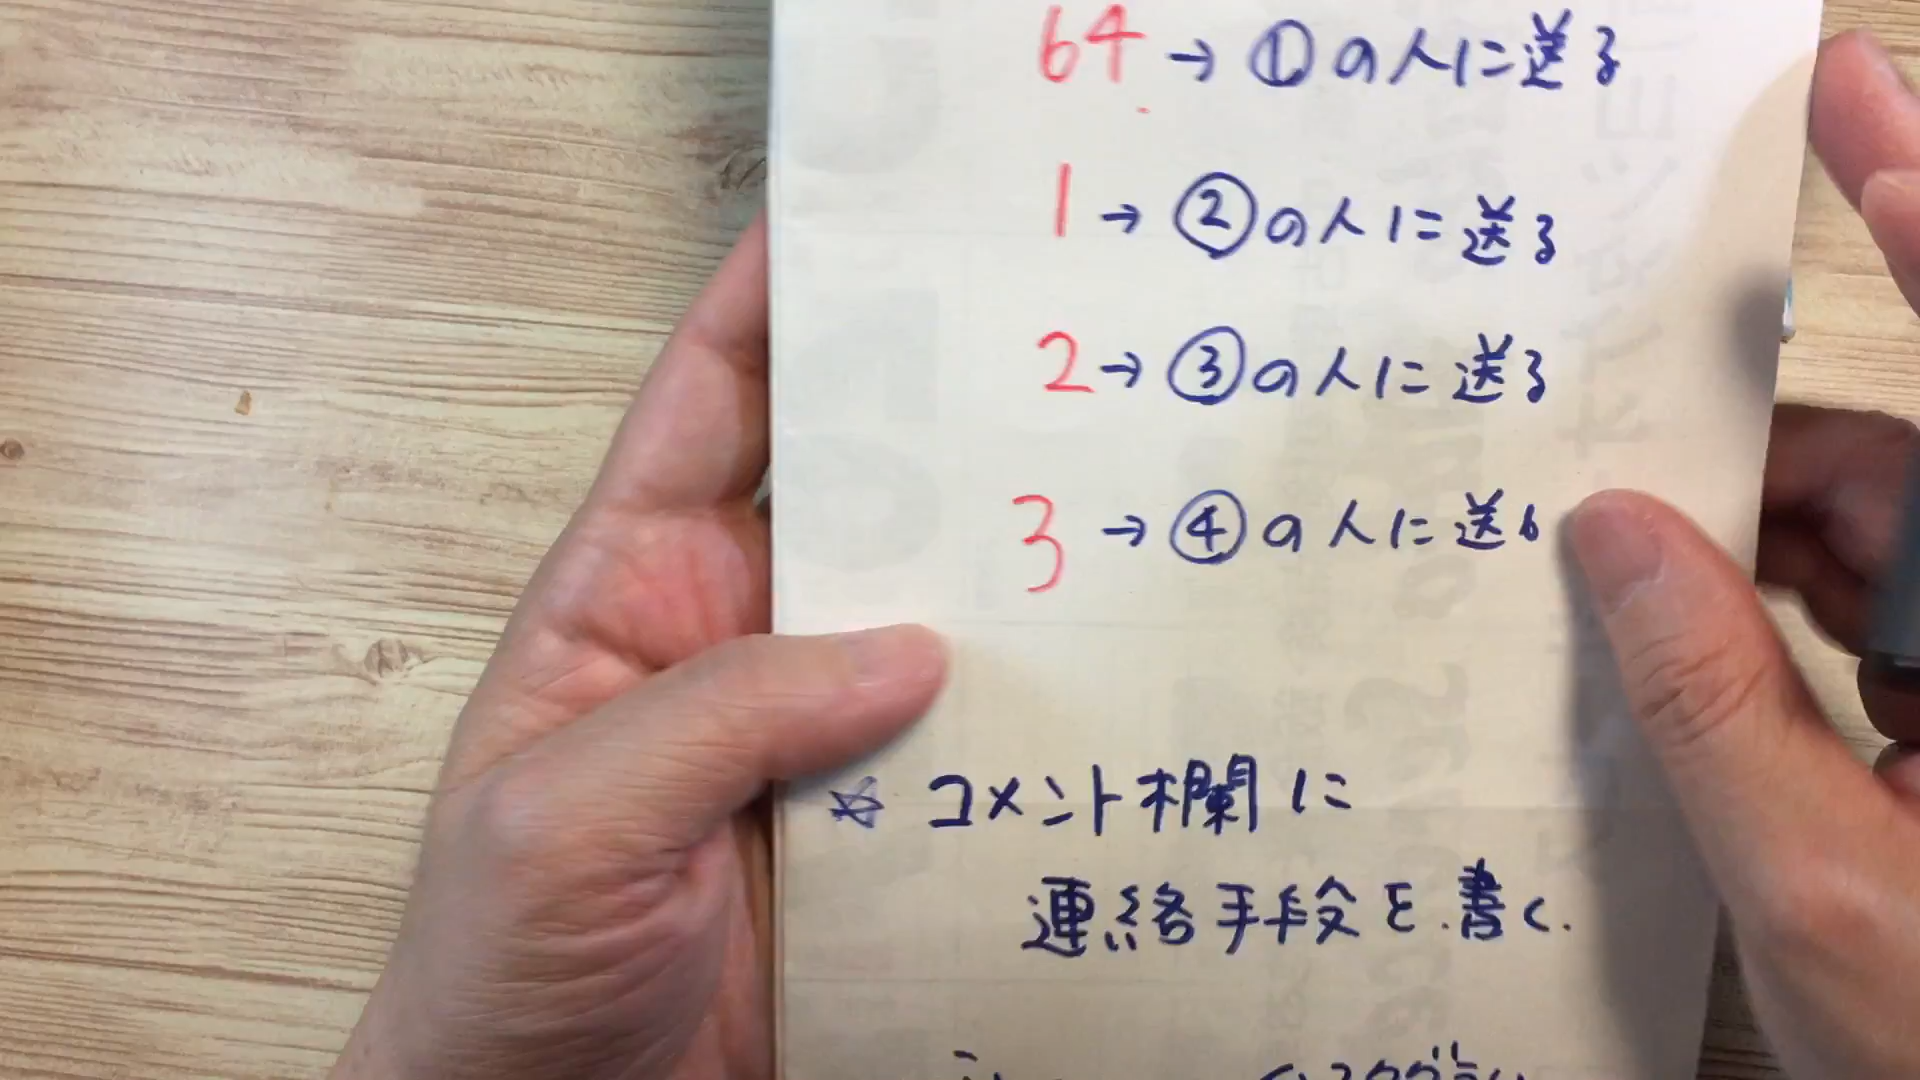 64→①の人に送る
1→②の人に送る
2→③の人に送る
3→④の人に送る
☆ コメント欄に
連絡手段を書く.